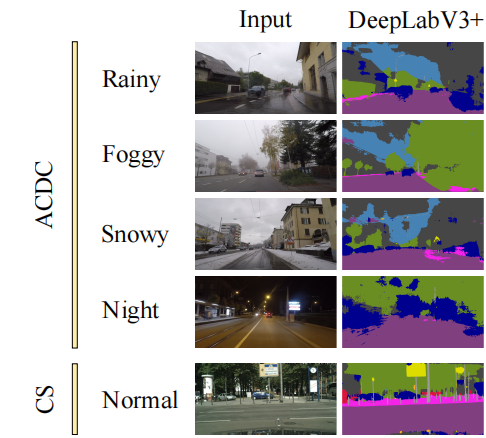 Input DeepLabV3+
ACDC
Rainy
Foggy
Snowy
Night
CS
Normal